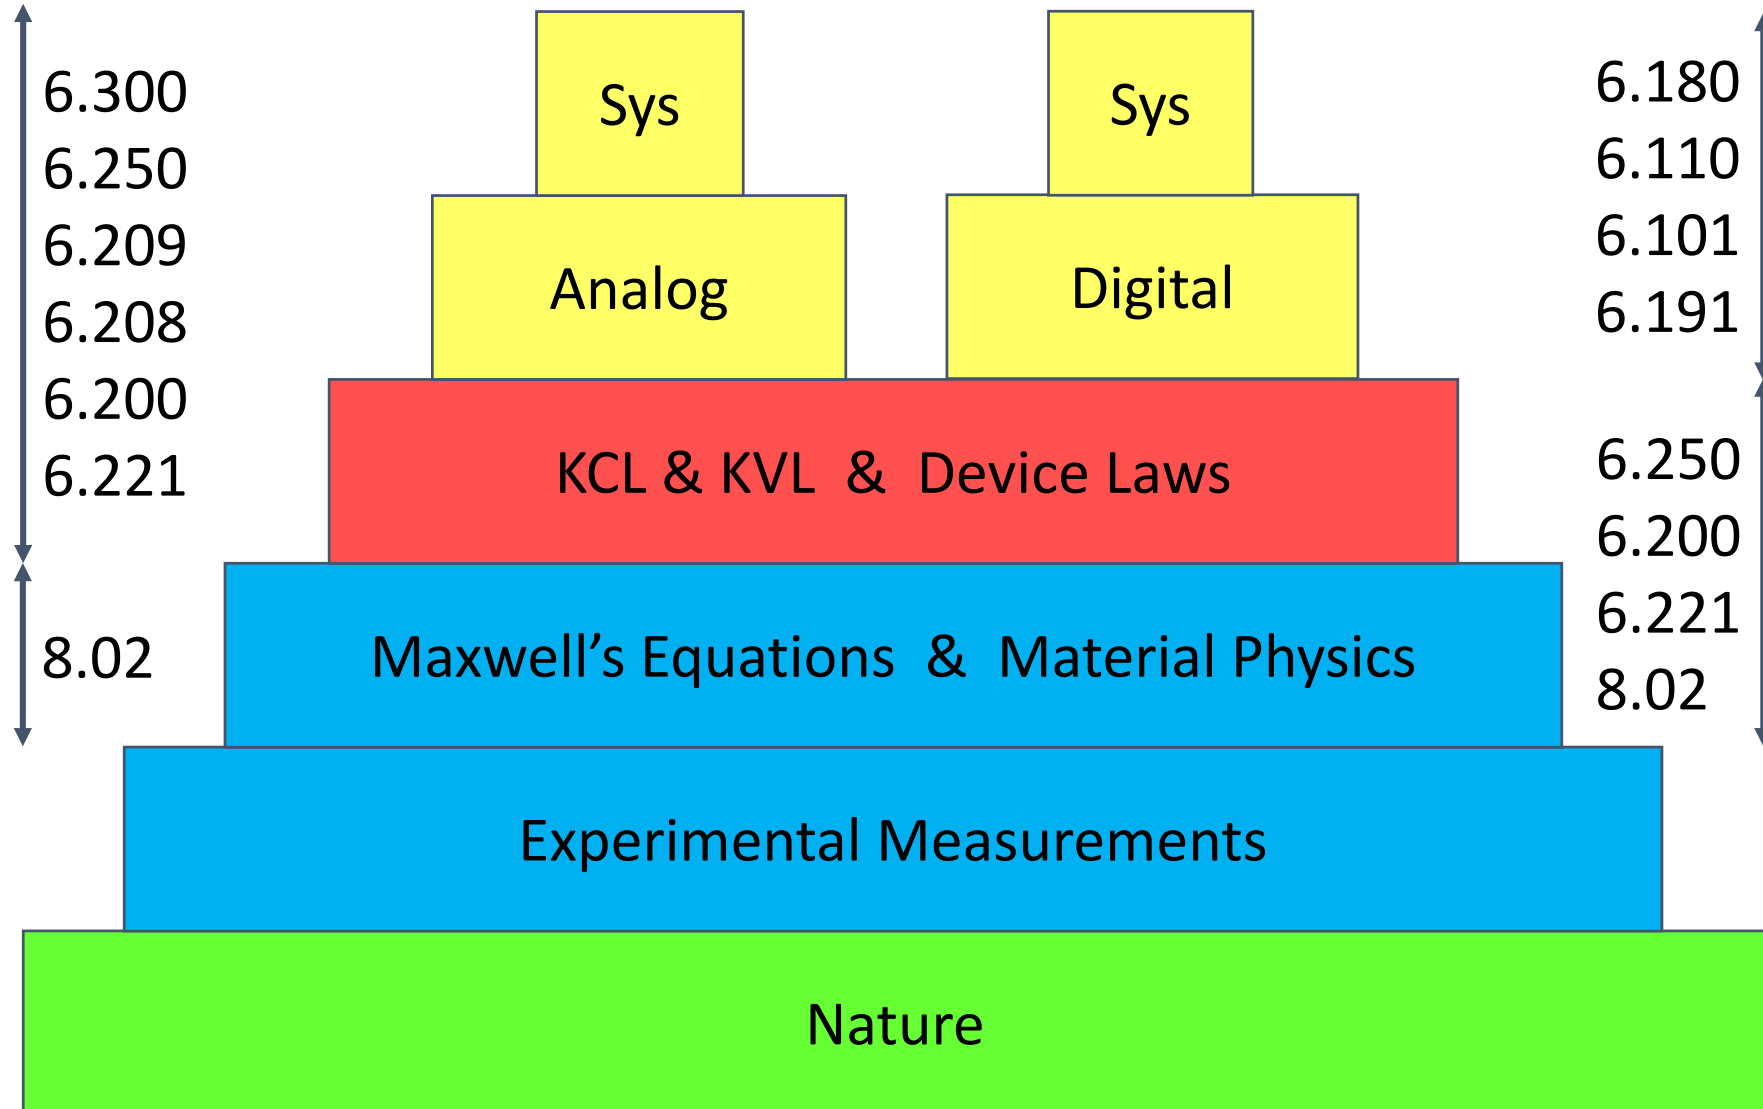 6.300
6.250
6.209
6.208
6.200
6.221
8.02
Sys
Sys
Analog
Digital
KCL & KVL & Device Laws
Maxwell’s Equations & Material Physics
Experimental Measurements
Nature
6.180
6.110
6.101
6.191
6.250
6.200
6.221
8.02